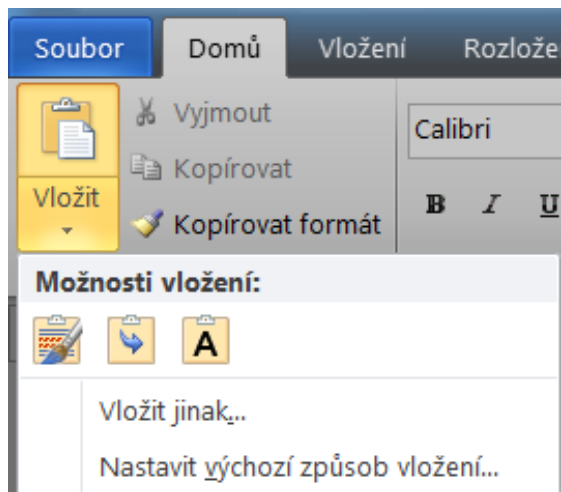 Soubor Domů Vložení Rozlože
Vyjmout
Calibri
Kopírovat
Vložit
B I U
Kopírovat formát
Možnosti vložení:
A
Vložit jinak...
Nastavit výchozí způsob vložení...